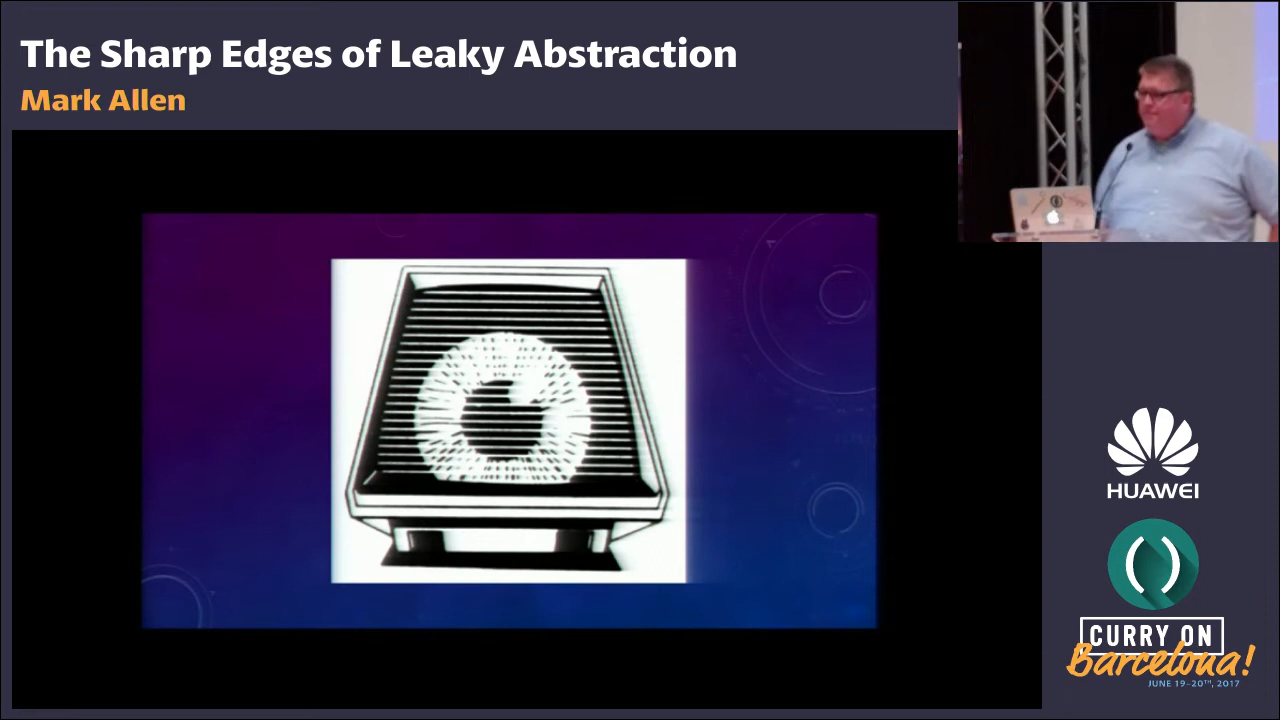 The Sharp Edges of Leaky Abstraction
Mark Allen
HUAWEI
CURRY ON
Barcelona!
JUNE 19-20TH, 2017